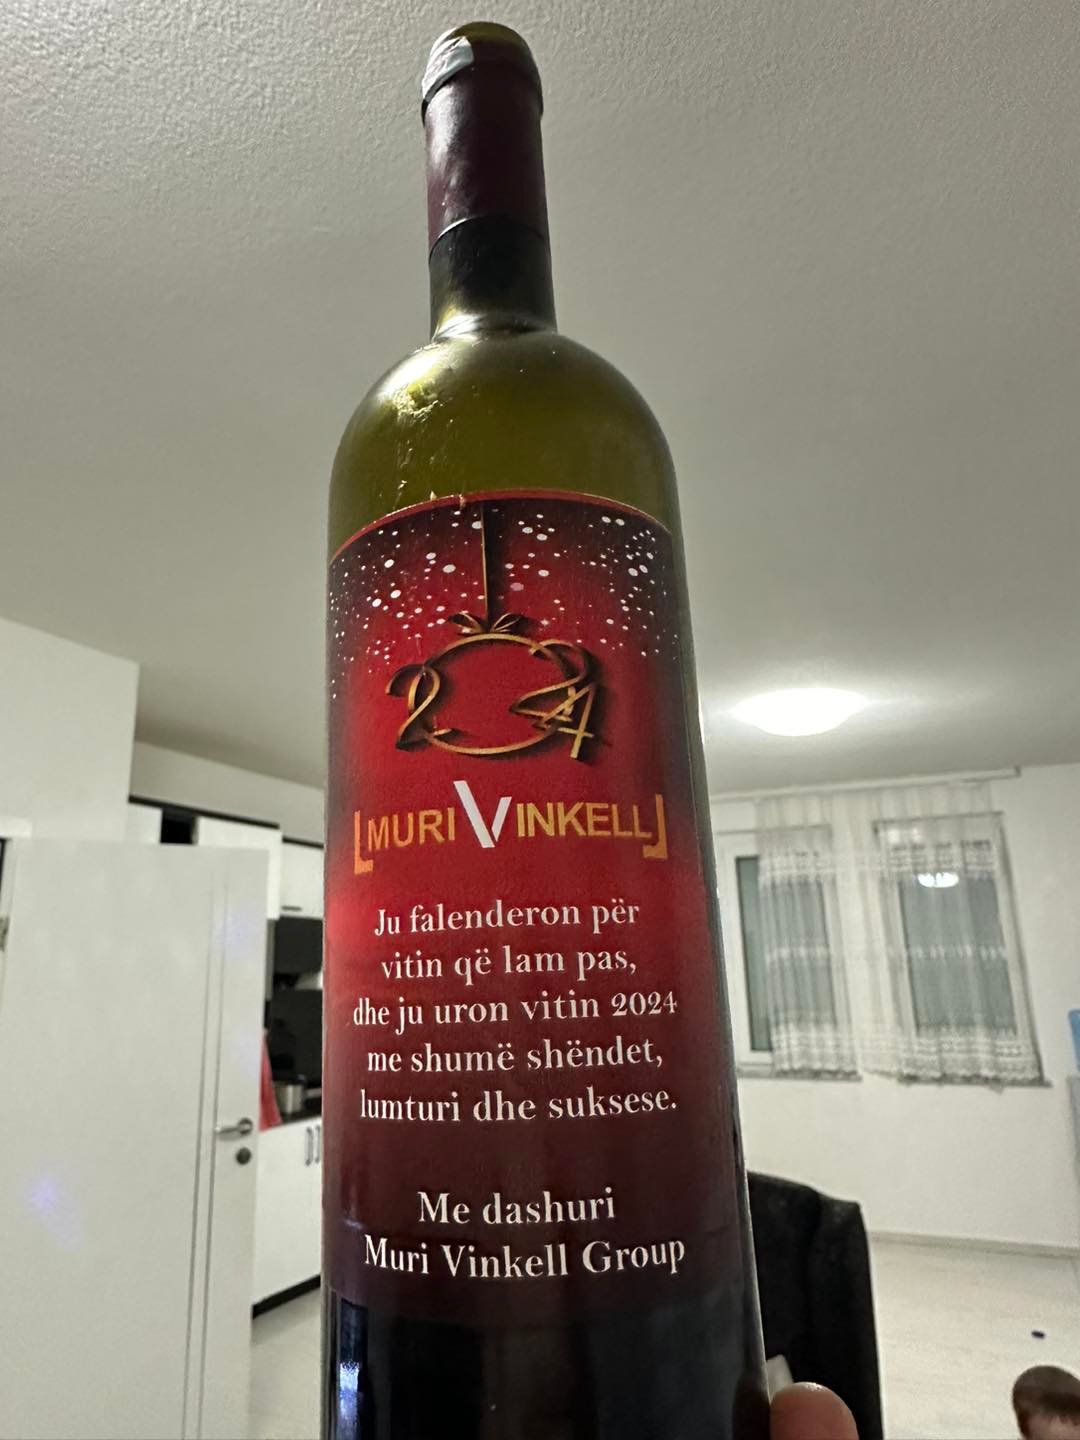 2024
MURI VINKELL
Ju falenderon për
vitin që lam pas,
dhe ju uron vitin 2024
me shumë shëndet,
lumturi dhe suksese.
Me dashuri
Muri Vinkell Group